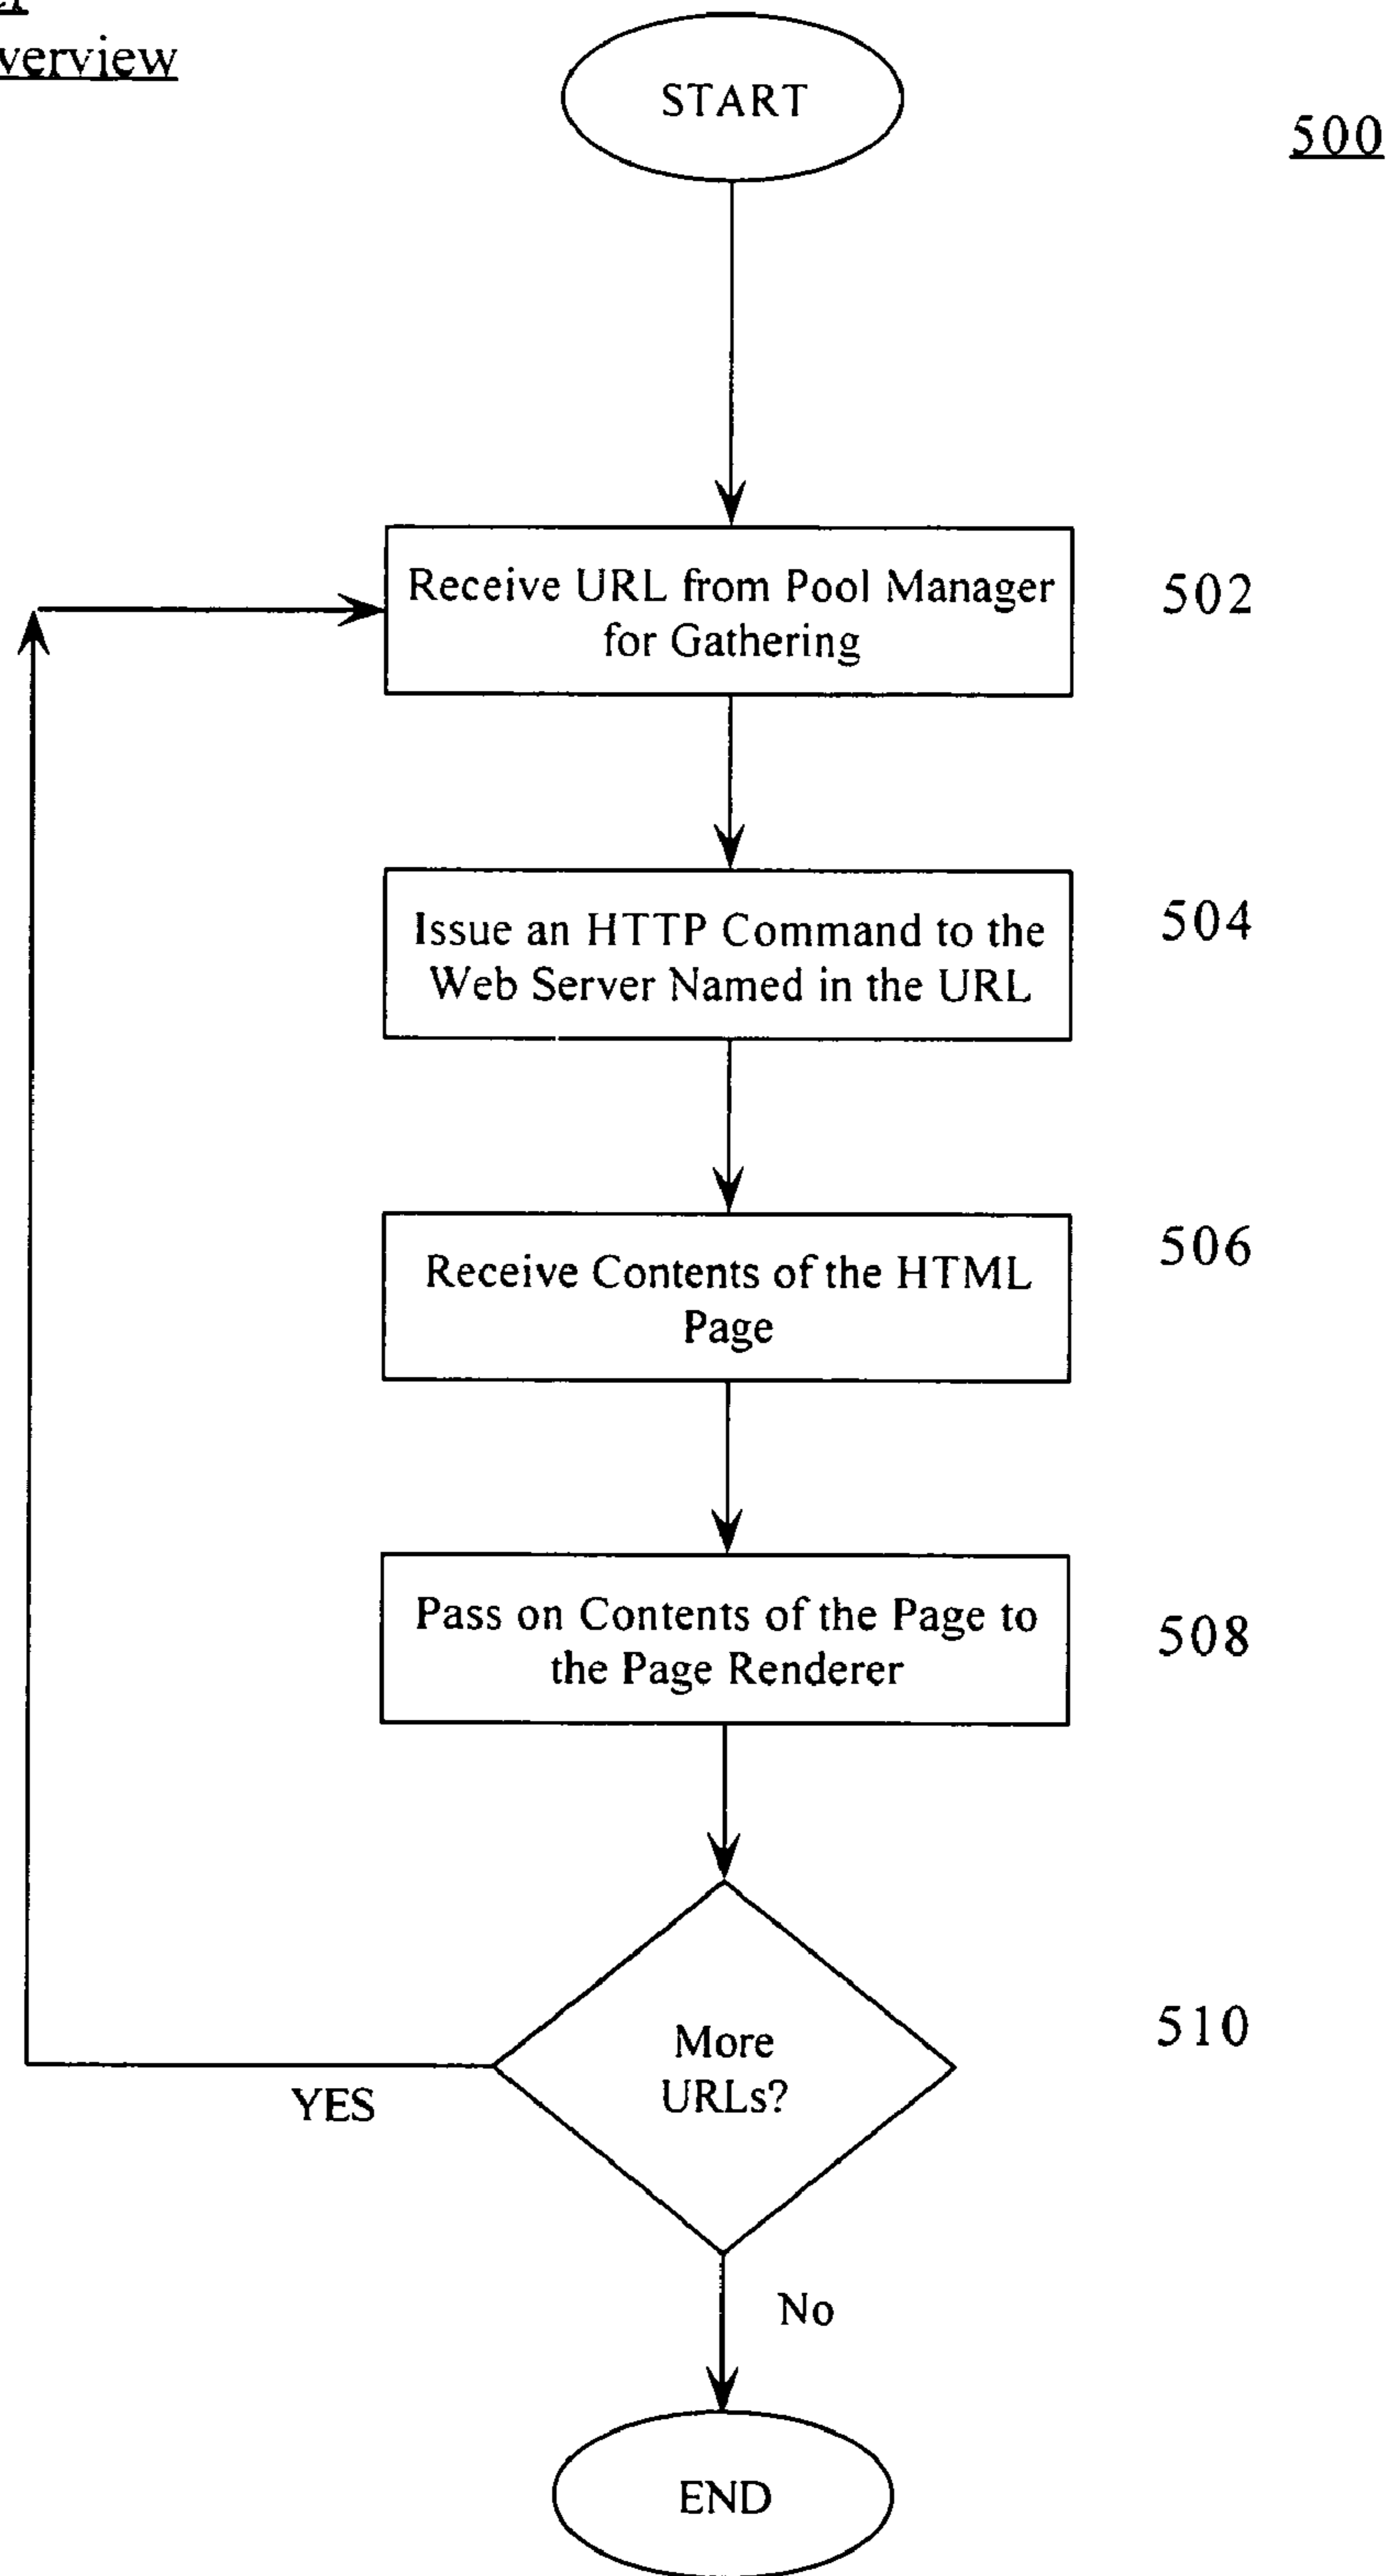 verview
START
500
Receive URL from Pool Manager
for Gathering
502
Issue an HTTP Command to the
Web Server Named in the URL
504
Receive Contents of the HTML
Page
506
Pass on Contents of the Page to
the Page Renderer
508
More
URLs?
510
YES
No
END